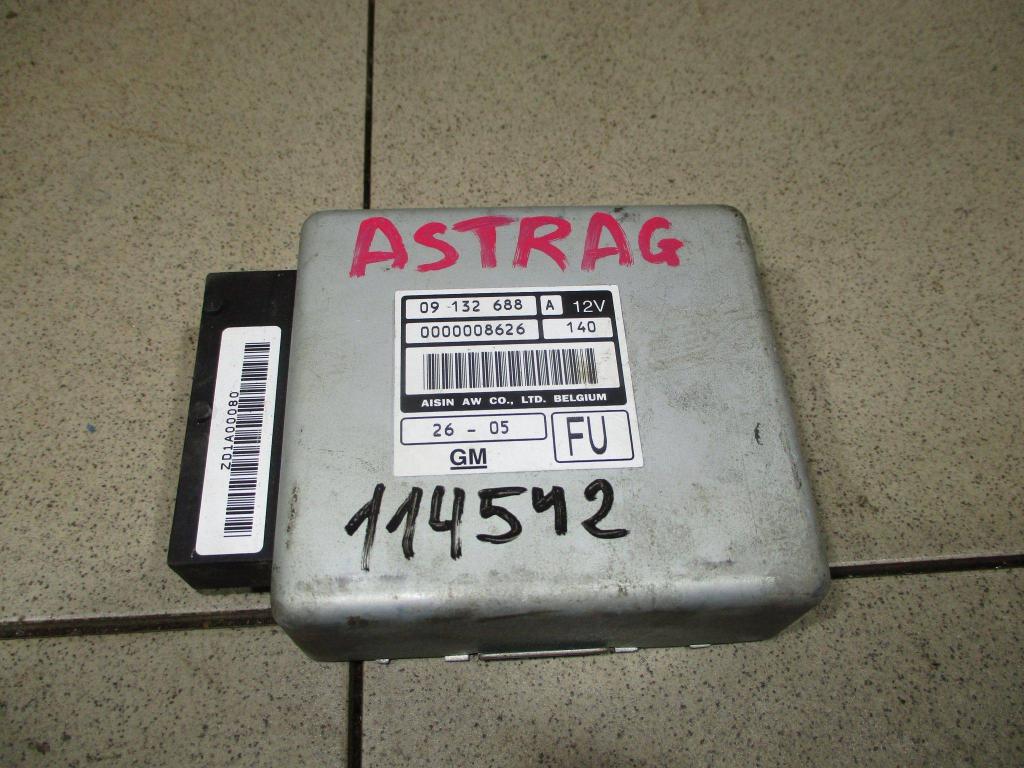 ASTRAG
09 132 688 A 12V
0000008626 140
AISIN AW CO., LTD. BELGIUM
26 - 05 FU
GM
ZD1A00080
114542